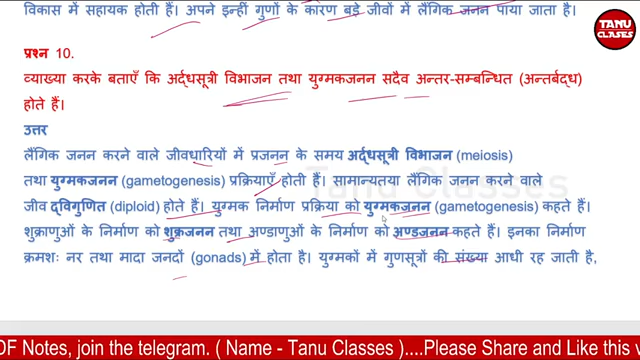 विकास में सहायक होती हैं। अपने इन्हीं गुणों के कारण बड़े जीवों में लैंगिक जनन पाया जाता है।
TANU
CLASSES
प्रश्न 10.
व्याख्या करके बताएँ कि अर्द्धसूत्री विभाजन तथा युग्मकजनन सदैव अन्तर-सम्बन्धित (अन्तर्बद्ध)
होते हैं।
उत्तर
लैंगिक जनन करने वाले जीवधारियों में प्रजनन के समय अर्द्धसूत्री विभाजन (meiosis)
तथा युग्मकजनन (gametogenesis) प्रक्रियाएँ होती हैं। सामान्यतया लैंगिक जनन करने वाले
Tanu Classes
जीव द्विगुणित (diploid) होते हैं। युग्मक निर्माण प्रक्रिया को युग्मकजनन (gametogenesis) कहते हैं।
शुक्राणुओं के निर्माण को शुक्रजनन तथा अण्डाणुओं के निर्माण को अण्डजनन कहते हैं। इनका निर्माण
क्रमशः नर तथा मादा जनदों (gonads) में होता है। युग्मकों में गुणसूत्रों की संख्या आधी रह जाती है,
DF Notes, join the telegram. ( Name - Tanu Classes )....Please Share and Like this v